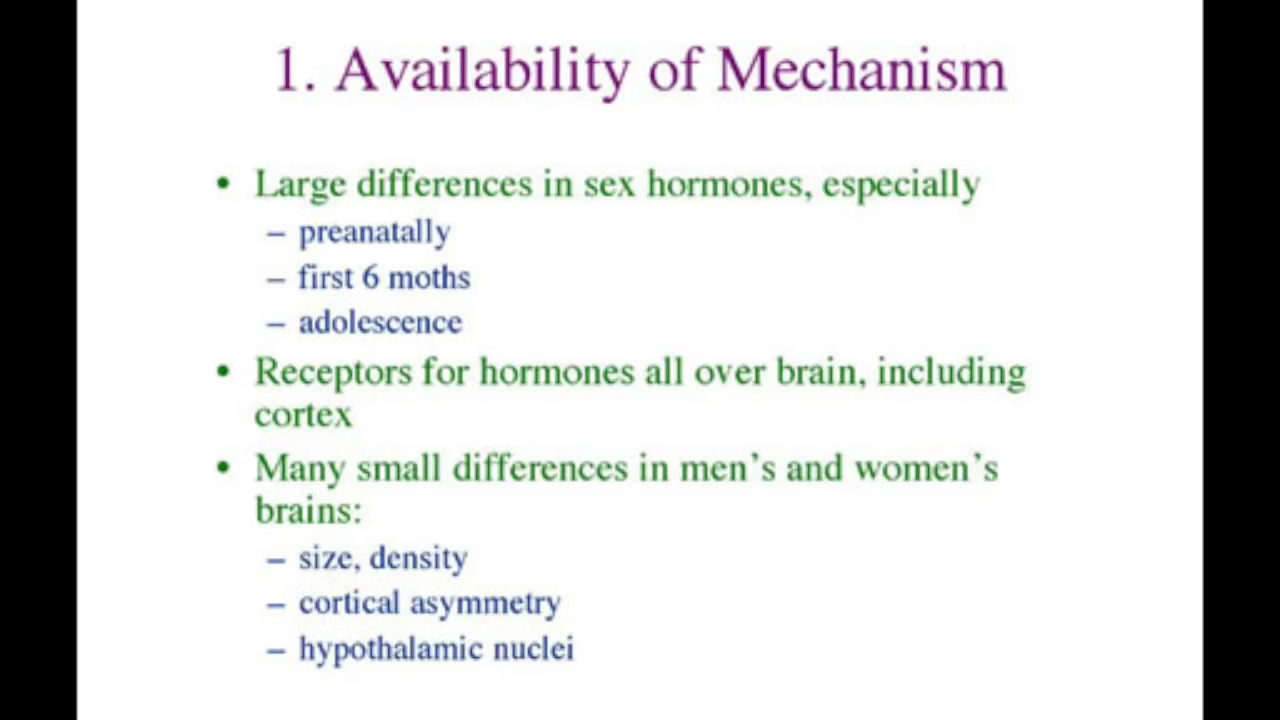 1. Availability of Mechanism
• Large differences in sex hormones, especially
– preanatally
– first 6 moths
– adolescence
• Receptors for hormones all over brain, including
cortex
• Many small differences in men’s and women’s
brains:
– size, density
– cortical asymmetry
– hypothalamic nuclei